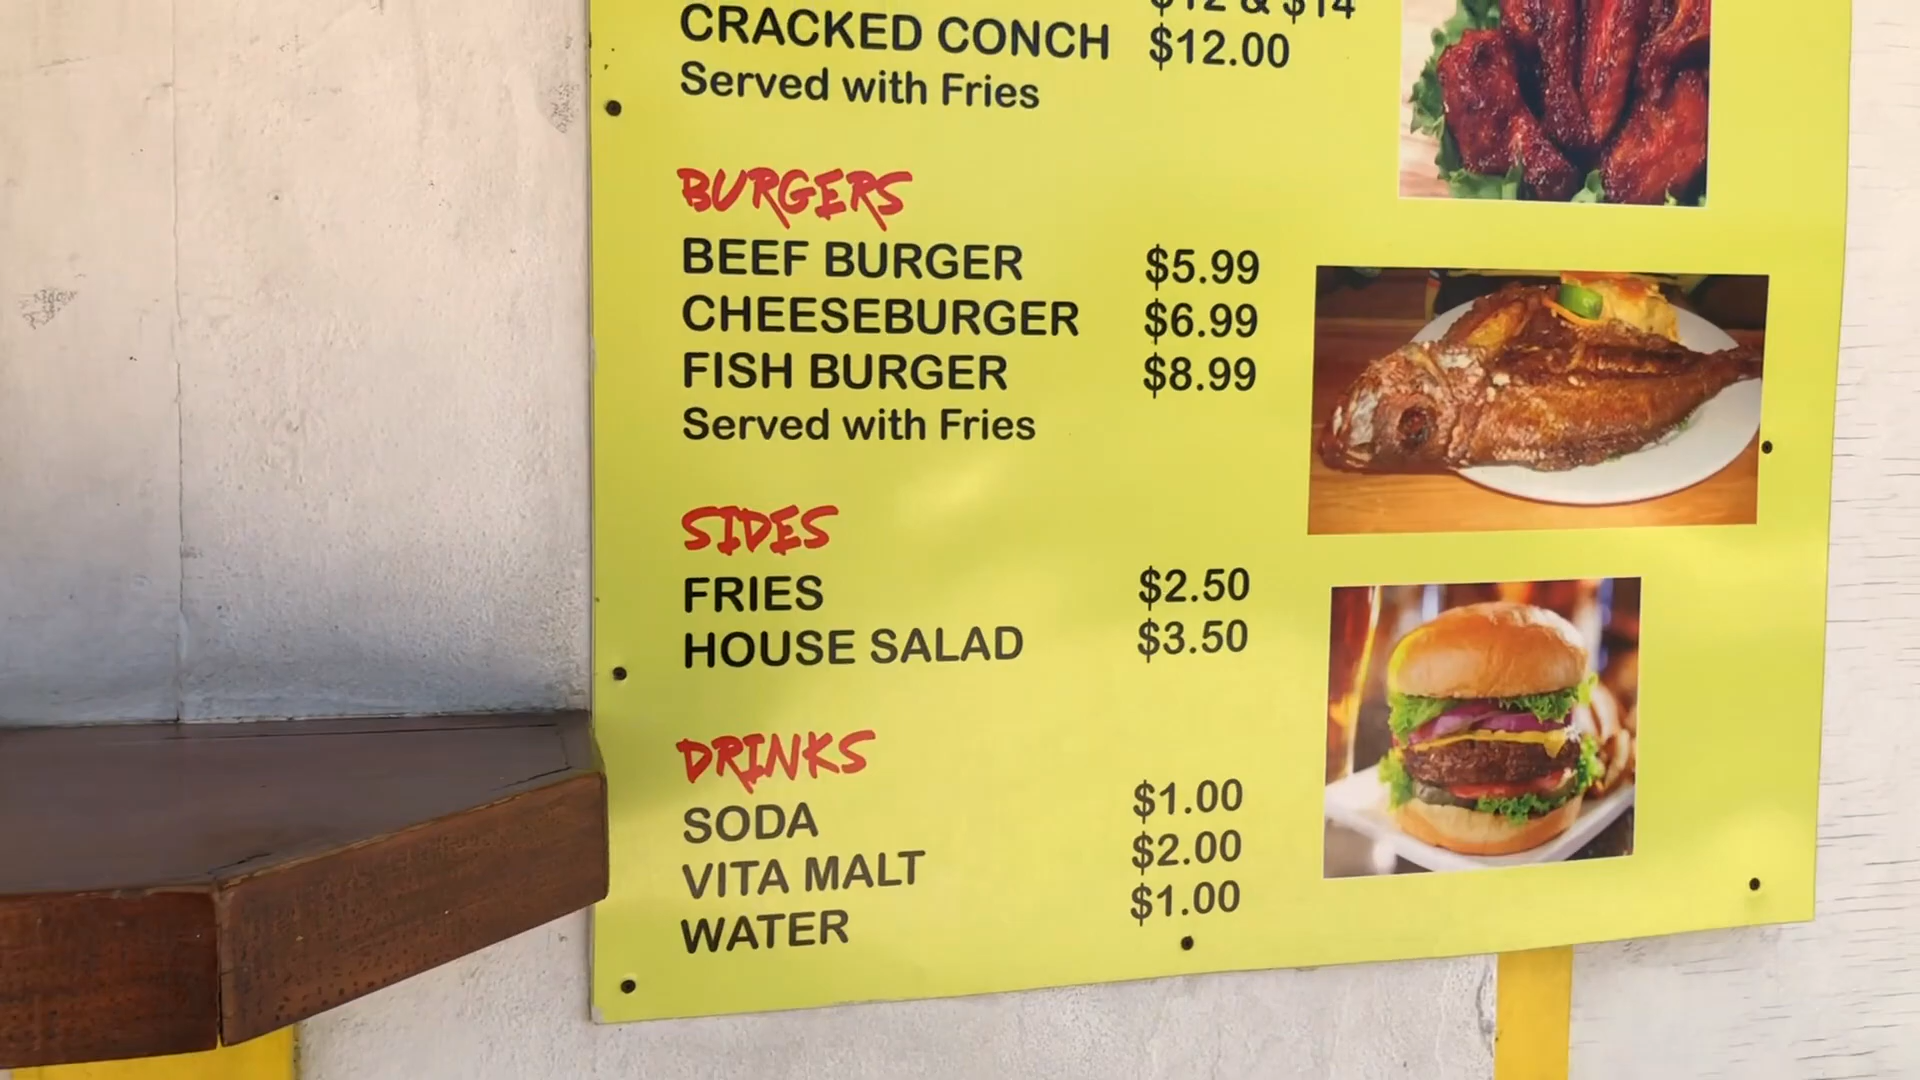 $12 & $14
CRACKED CONCH $12.00
Served with Fries
BURGERS
BEEF BURGER $5.99
CHEESEBURGER $6.99
FISH BURGER $8.99
Served with Fries
SIDES
FRIES $2.50
HOUSE SALAD $3.50
DRINKS
SODA $1.00
VITA MALT $2.00
WATER $1.00